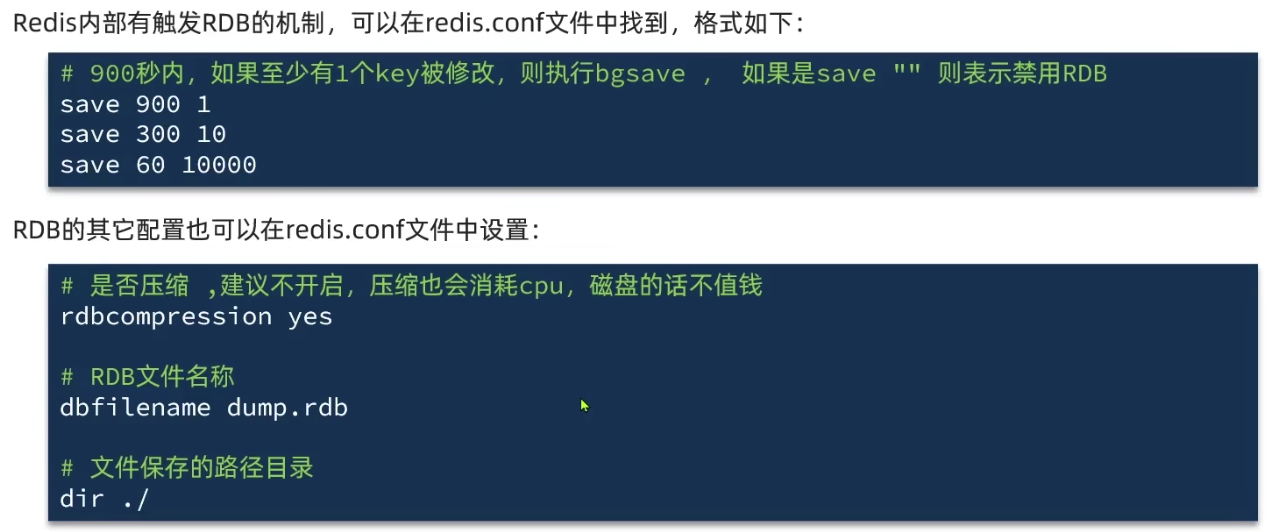 Redis内部有触发RDB的机制，可以在redis.conf文件中找到，格式如下：
# 900秒内，如果至少有1个key被修改，则执行bgsave ， 如果是save "" 则表示禁用RDB
save 900 1
save 300 10
save 60 10000
RDB的其它配置也可以在redis.conf文件中设置：
# 是否压缩 ,建议不开启，压缩也会消耗cpu，磁盘的话不值钱
rdbcompression yes
# RDB文件名称
dbfilename dump.rdb
# 文件保存的路径目录
dir ./